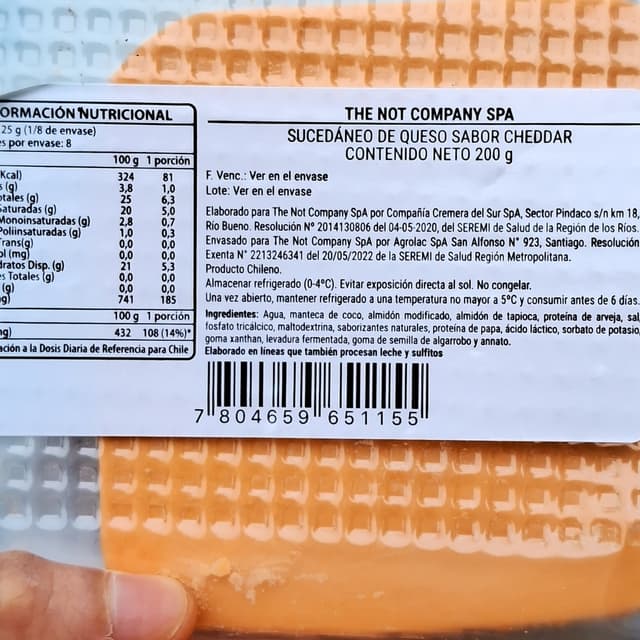 ORMACIÓN NUTRICIONAL
25 g (1/8 de envase)
es por envase: 8
100 g 1 porción
Kcal) 324 81
(g) 3,8 1,0
otales (g) 25 6,3
Saturadas (g) 20 5,0
Monoinsaturadas (g) 2,8 0,7
Poliinsaturadas (g) 1,0 0,3
Trans(g) 0,0 0,0
ol (mg) 0,0 0,0
dratos Disp. (g) 21 5,3
es Totales (g) 0,0 0,0
(g) 0,0 0,0
g) 741 185
100 g 1 porción
mg) 432 108 (14%)*
ación a la Dosis Diaria de Referencia para Chile
THE NOT COMPANY SPA
SUCEDÁNEO DE QUESO SABOR CHEDDAR
CONTENIDO NETO 200 g
F. Venc.: Ver en el envase
Lote: Ver en el envase
Elaborado para The Not Company SpA por Compañía Cremera del Sur SpA, Sector Pindaco s/n km 18,
Río Bueno. Resolución Nº 2014130806 del 04-05-2020, del SEREMI de Salud de la Región de los Ríos.
Envasado para The Not Company SpA por Agrolac SpA San Alfonso N° 923, Santiago. Resolución
Exenta N° 2213246341 del 20/05/2022 de la SEREMI de Salud Región Metropolitana.
Producto Chileno.
Almacenar refrigerado (0-4ºC). Evitar exposición directa al sol. No congelar.
Una vez abierto, mantener refrigerado a una temperatura no mayor a 5ºC y consumir antes de 6 días.
Ingredientes: Agua, manteca de coco, almidón modificado, almidón de tapioca, proteína de arveja, sal,
fosfato tricálcico, maltodextrina, saborizantes naturales, proteína de papa, ácido láctico, sorbato de potasio,
goma xanthan, levadura fermentada, goma de semilla de algarrobo y annato.
Elaborado en líneas que también procesan leche y sulfitos
7 804659 651155